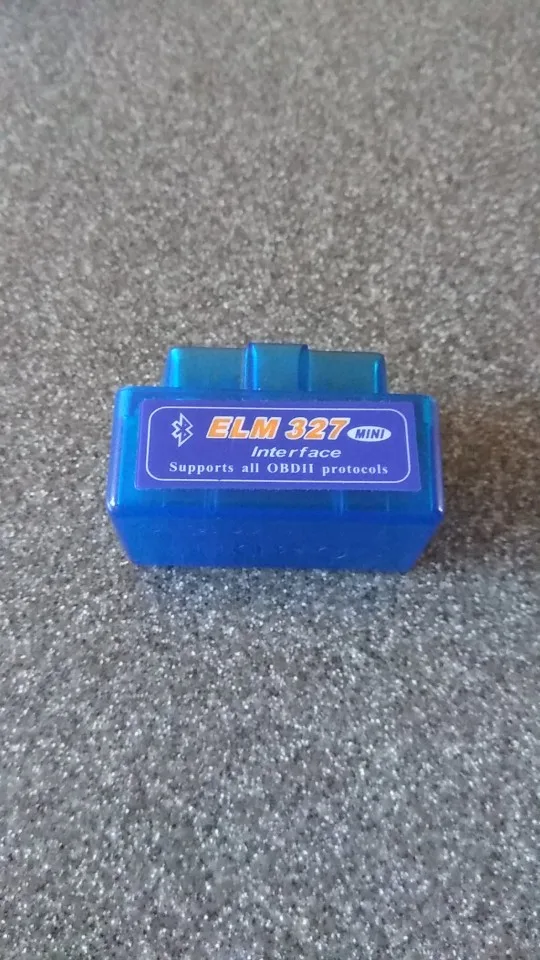 ELM 327 MINI
Interface
Supports all OBDII protocols